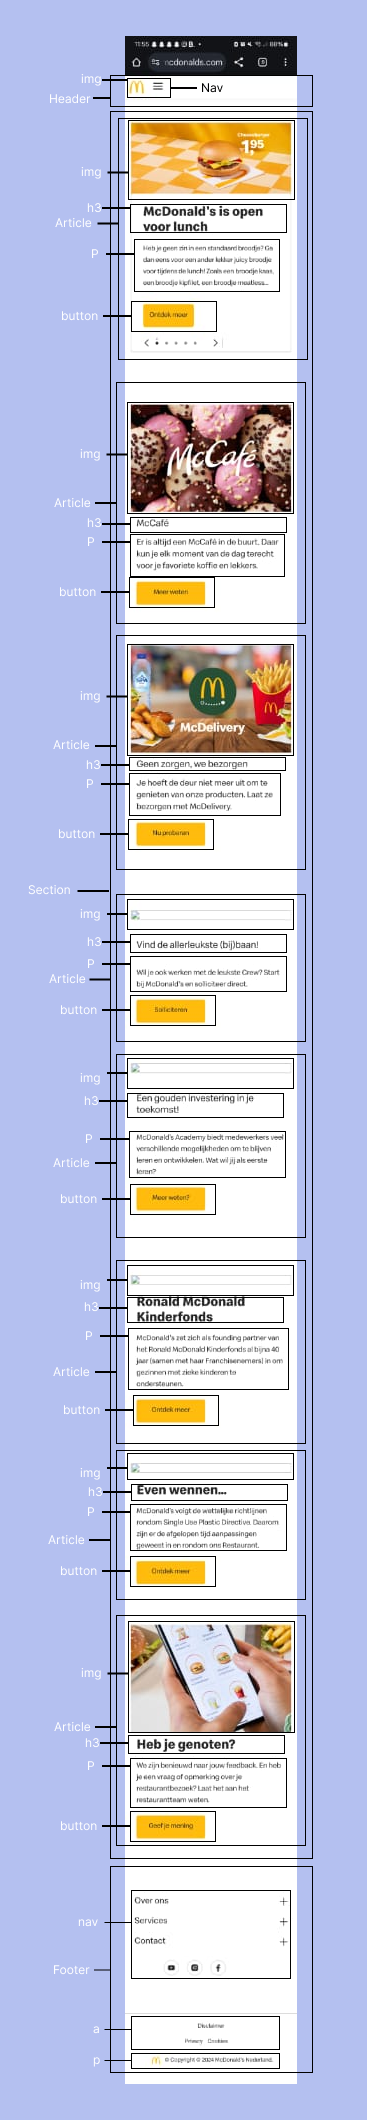 11:55
88%
mcdonalds.com
img
Header
Nav
Cheeseburger
1,95
img
h3
McDonald's is open
voor lunch
Article
P
Heb je geen zin in een standaard broodje? Ga
dan eens voor een ander lekker juicy broodje
voor tijdens de lunch! Zoals een broodje kaas,
een broodje kipfilet, een broodje meatless...
button
Ontdek meer
McCafé
img
Article
h3
McCafé
P
Er is altijd een McCafé in de buurt. Daar
kun je elk moment van de dag terecht
voor je favoriete koffie en lekkers.
button
Meer weten
McDelivery
img
Article
h3
Geen zorgen, we bezorgen
P
Je hoeft de deur niet meer uit om te
genieten van onze producten. Laat ze
bezorgen met McDelivery.
button
Nu proberen
Section
img
h3
Vind de allerleukste (bij)baan!
P
Wil je ook werken met de leukste Crew? Start
bij McDonald's en solliciteer direct.
Article
button
Solliciteren
img
h3
Een gouden investering in je
toekomst!
P
McDonald's Academy biedt medewerkers veel
verschillende mogelijkheden om te blijven
leren en ontwikkelen. Wat wil jij als eerste
leren?
Article
button
Meer weten?
img
h3
Ronald McDonald
Kinderfonds
P
McDonald's zet zich als founding partner van
het Ronald McDonald Kinderfonds al bijna 40
jaar (samen met haar Franchisenemers) in om
gezinnen met zieke kinderen te
ondersteunen.
Article
button
Ontdek meer
img
h3
Even wennen...
P
McDonald's volgt de wettelijke richtlijnen
rondom Single Use Plastic Directive. Daarom
zijn er de afgelopen tijd aanpassingen
geweest in en rondom ons Restaurant.
Article
button
Ontdek meer
img
Article
h3
Heb je genoten?
P
We zijn benieuwd naar jouw feedback. En heb
je een vraag of opmerking over je
restaurantbezoek? Laat het aan het
restaurantteam weten.
button
Geef je mening
Over ons
nav
Services
Contact
Footer
a
Disclaimer
Privacy Cookies
p
© Copyright © 2024 McDonald's Nederland.